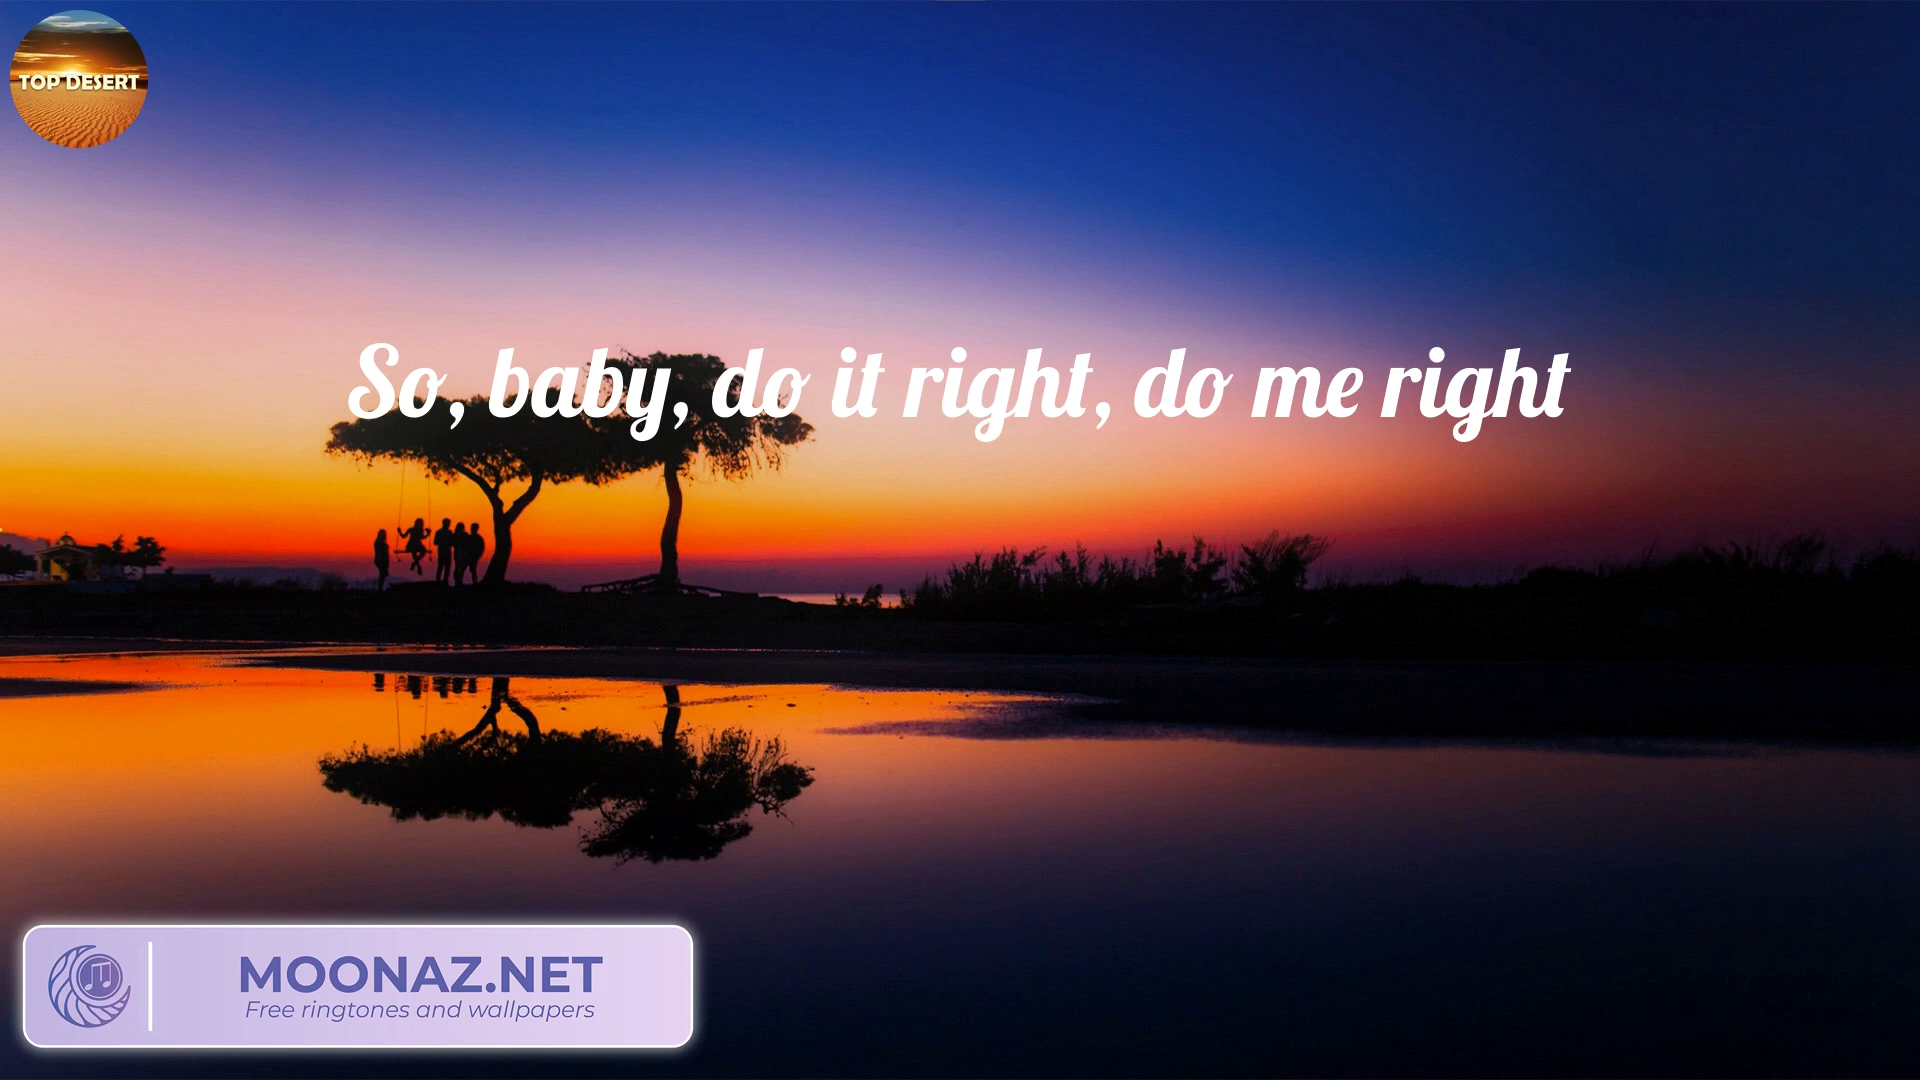 TOP DESERT
So, baby, do it right, do me right
MOONAZ.NET
Free ringtones and wallpapers